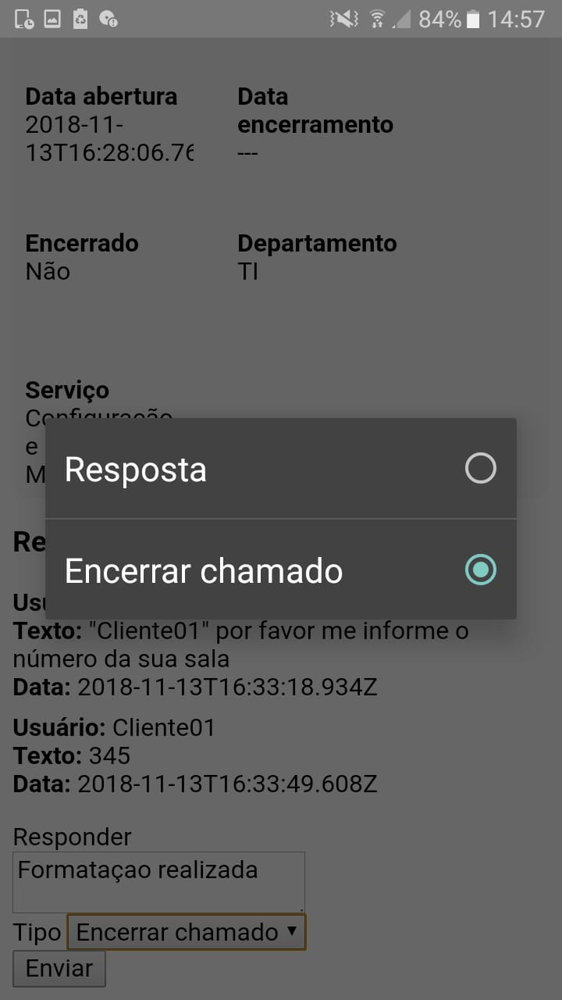 84% 14:57
Data abertura
2018-11-
13T16:28:06.76
Data
encerramento
---
Encerrado
Não
Departamento
TI
Serviço
Configuração
e
M
Resposta
Encerrar chamado
Re
Usu
Texto: "Cliente01" por favor me informe o
número da sua sala
Data: 2018-11-13T16:33:18.934Z
Usuário: Cliente01
Texto: 345
Data: 2018-11-13T16:33:49.608Z
Responder
Formataçao realizada
Tipo Encerrar chamado
Enviar